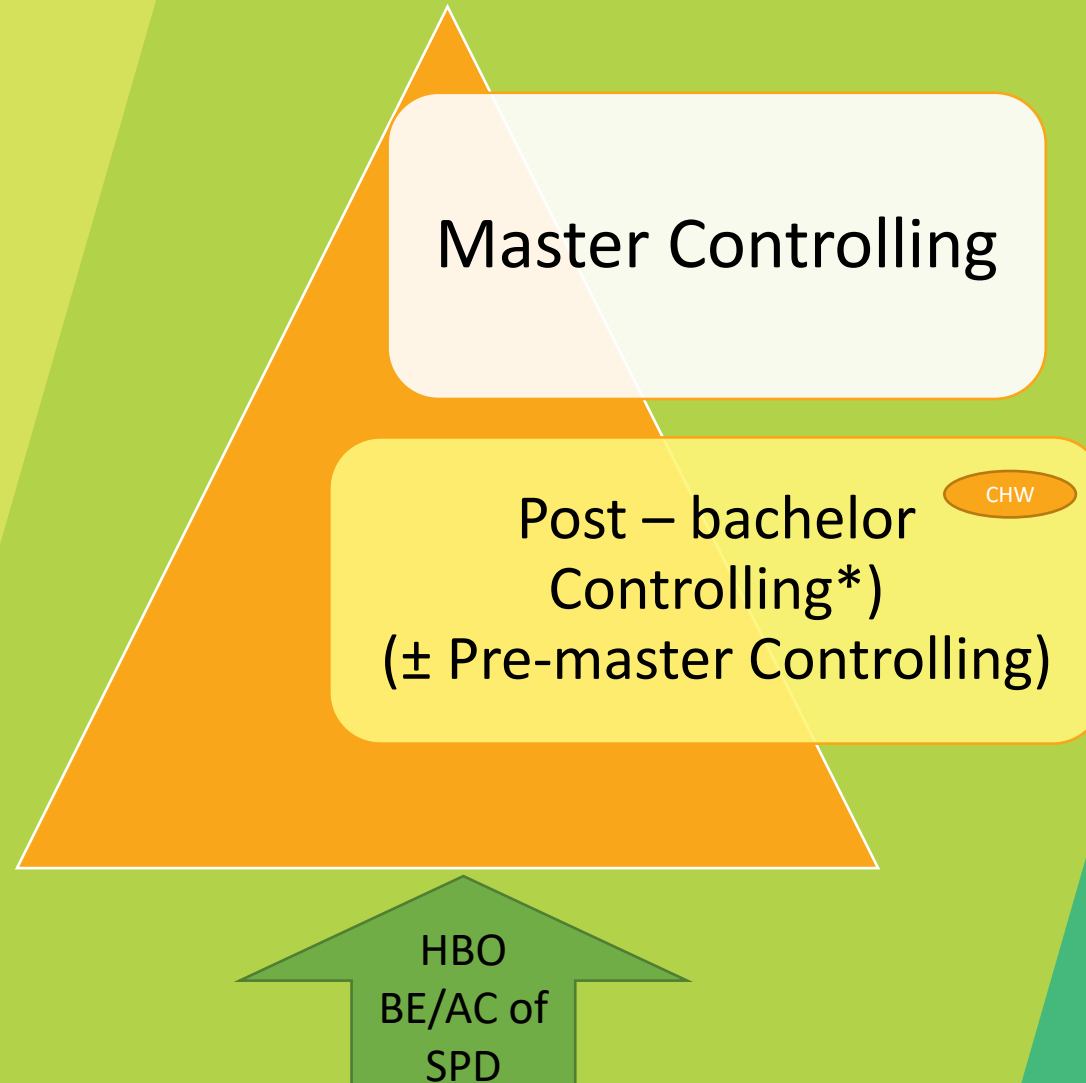 Master Controlling
CHW
Post – bachelor
Controlling*)
(± Pre-master Controlling)
HBO
BE/AC of
SPD